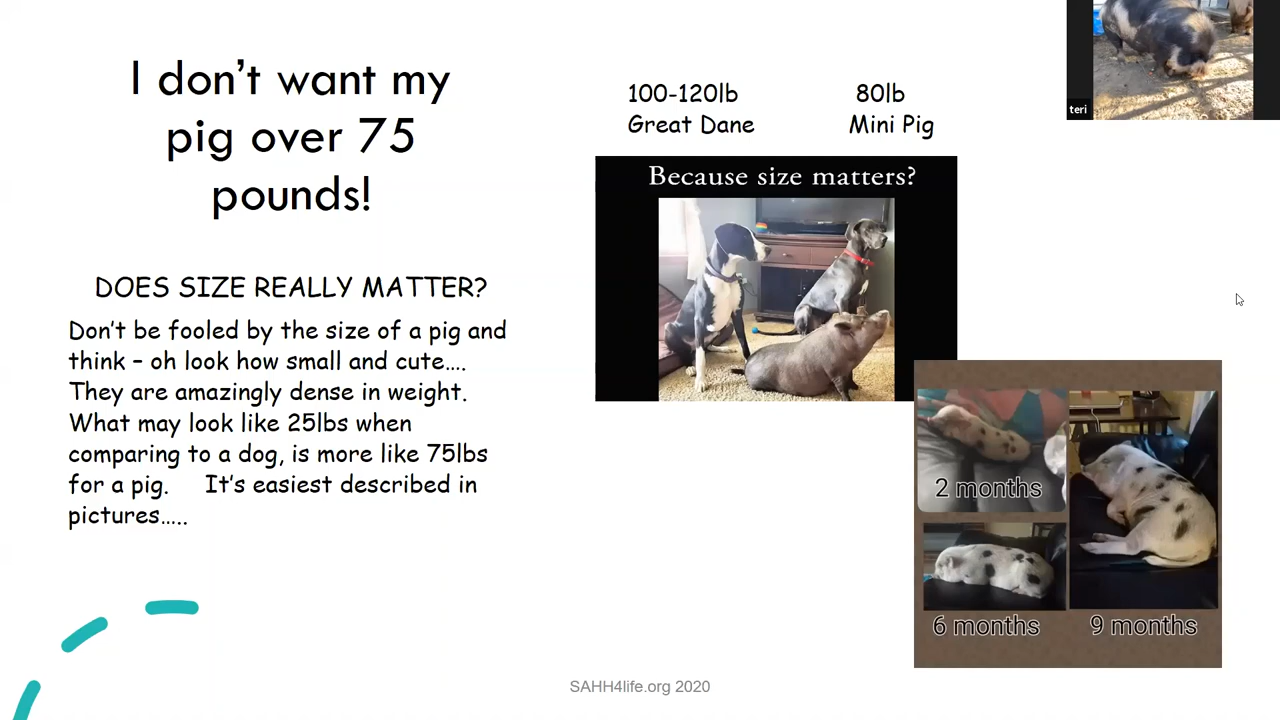 I don't want my
pig over 75
pounds!
DOES SIZE REALLY MATTER?
Don't be fooled by the size of a pig and
think – oh look how small and cute....
They are amazingly dense in weight.
What may look like 25lbs when
comparing to a dog, is more like 75lbs
for a pig. It's easiest described in
pictures.....
100-120lb
Great Dane
80lb
Mini Pig
Because size matters?
2 months
6 months
9 months
teri
SAHH4life.org 2020